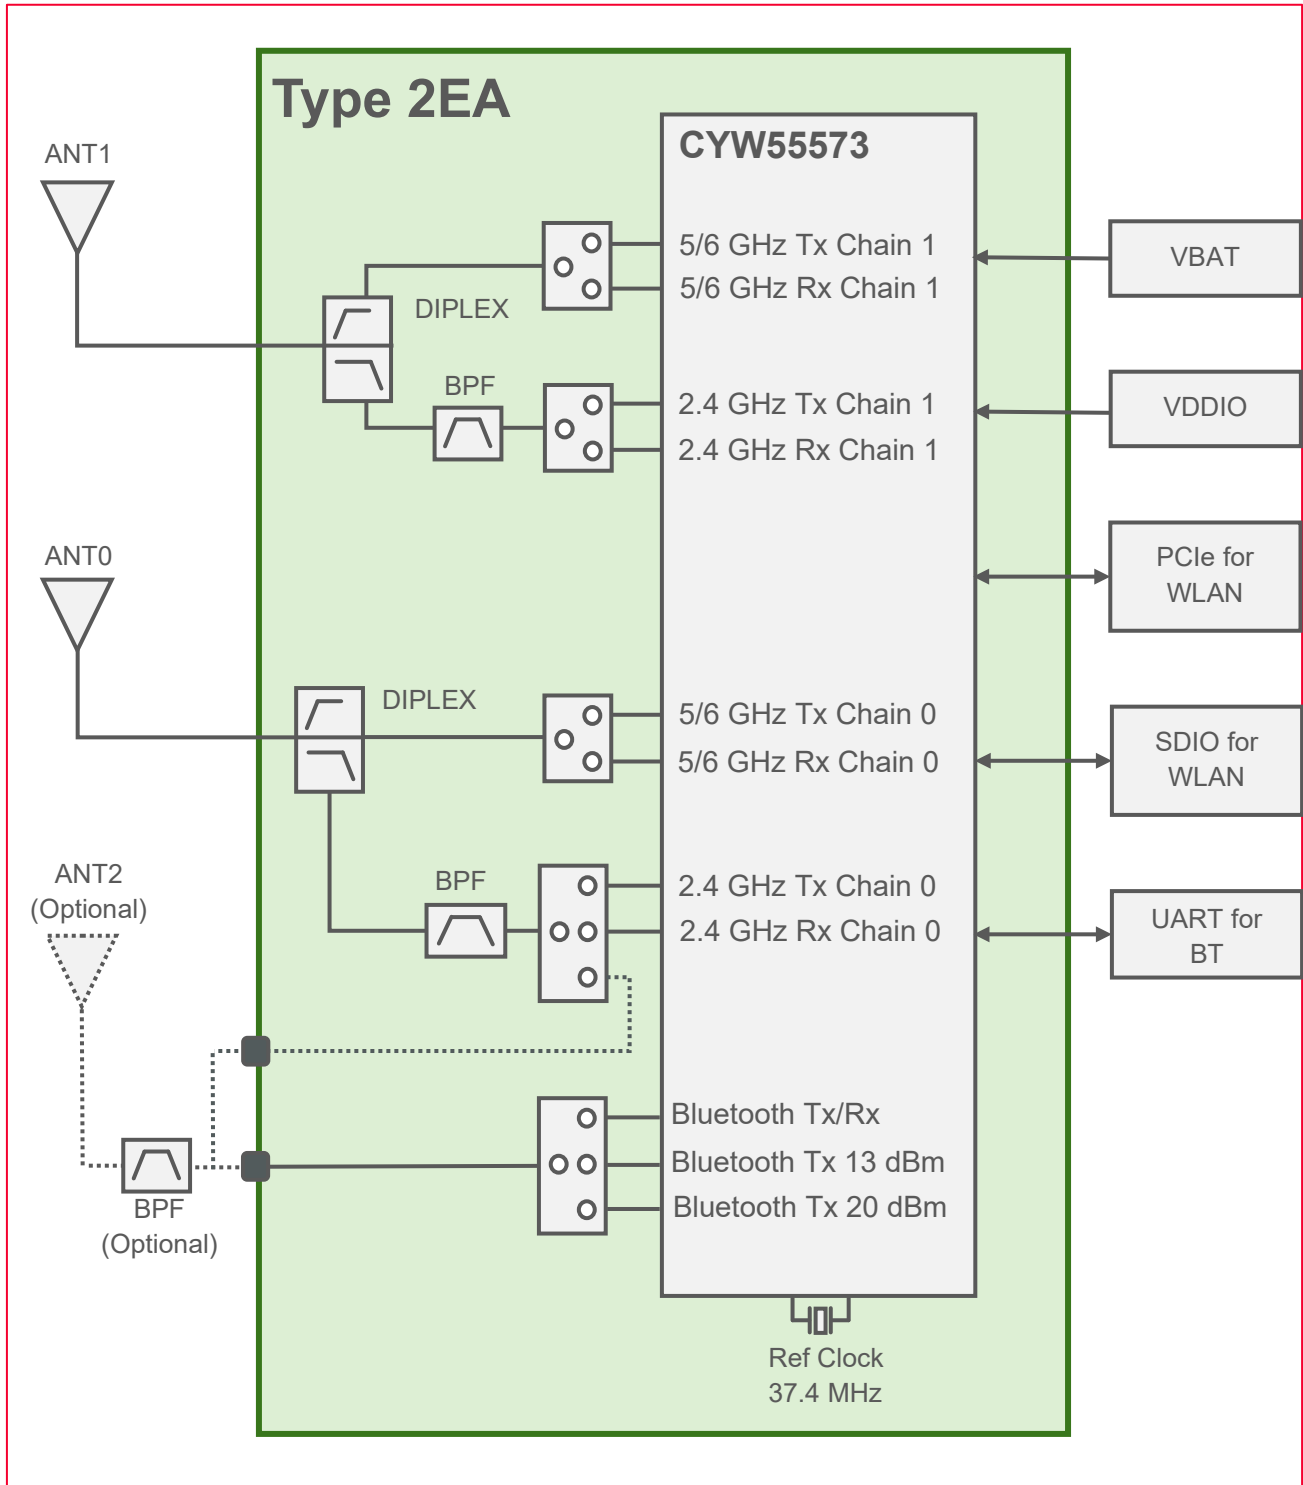 Type 2EA
CYW55573
ANT1
5/6 GHz Tx Chain 1
5/6 GHz Rx Chain 1
VBAT
DIPLEX
BPF
2.4 GHz Tx Chain 1
2.4 GHz Rx Chain 1
VDDIO
ANT0
PCIe for
WLAN
DIPLEX
5/6 GHz Tx Chain 0
5/6 GHz Rx Chain 0
SDIO for
WLAN
ANT2
(Optional)
BPF
2.4 GHz Tx Chain 0
2.4 GHz Rx Chain 0
UART for
BT
Bluetooth Tx/Rx
Bluetooth Tx 13 dBm
Bluetooth Tx 20 dBm
BPF
(Optional)
Ref Clock
37.4 MHz